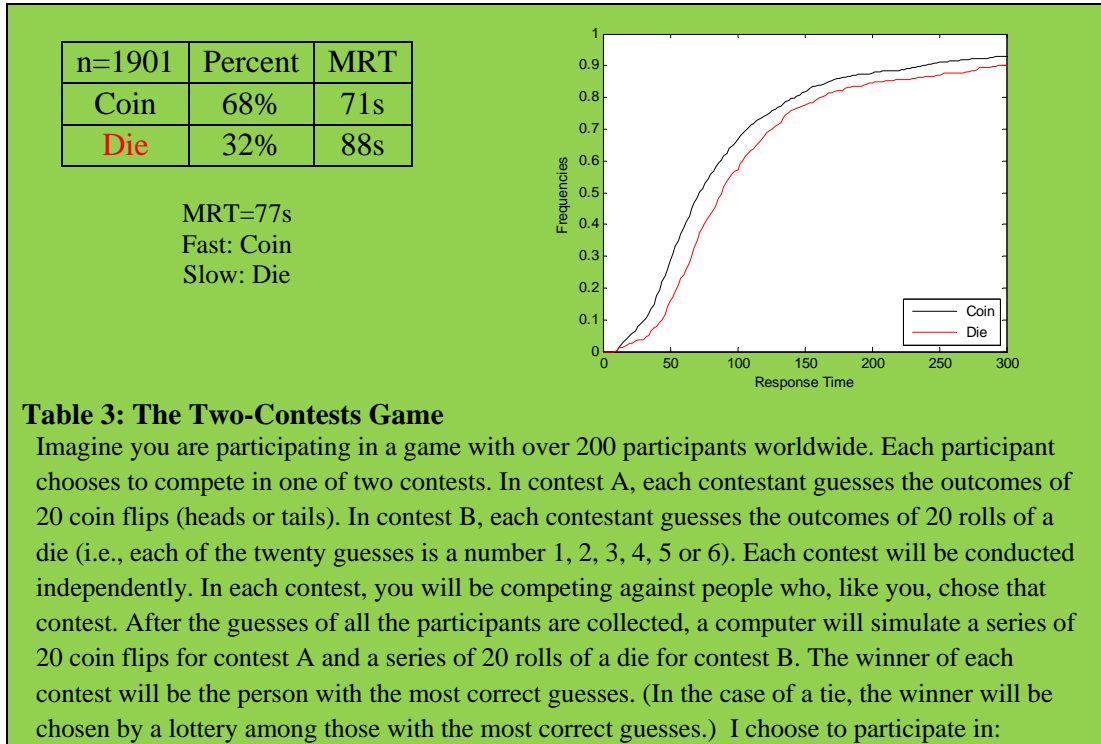 n=1901 Percent MRT
Coin 68% 71s
Die 32% 88s
MRT=77s
Fast: Coin
Slow: Die
1
0.9
0.8
0.7
0.6
0.5
0.4
0.3
0.2
0.1
0
Frequencies
0 50 100 150 200 250 300
Response Time
Coin
Die
Table 3: The Two-Contests Game
Imagine you are participating in a game with over 200 participants worldwide. Each participant
chooses to compete in one of two contests. In contest A, each contestant guesses the outcomes of
20 coin flips (heads or tails). In contest B, each contestant guesses the outcomes of 20 rolls of a
die (i.e., each of the twenty guesses is a number 1, 2, 3, 4, 5 or 6). Each contest will be conducted
independently. In each contest, you will be competing against people who, like you, chose that
contest. After the guesses of all the participants are collected, a computer will simulate a series of
20 coin flips for contest A and a series of 20 rolls of a die for contest B. The winner of each
contest will be the person with the most correct guesses. (In the case of a tie, the winner will be
chosen by a lottery among those with the most correct guesses.) I choose to participate in: